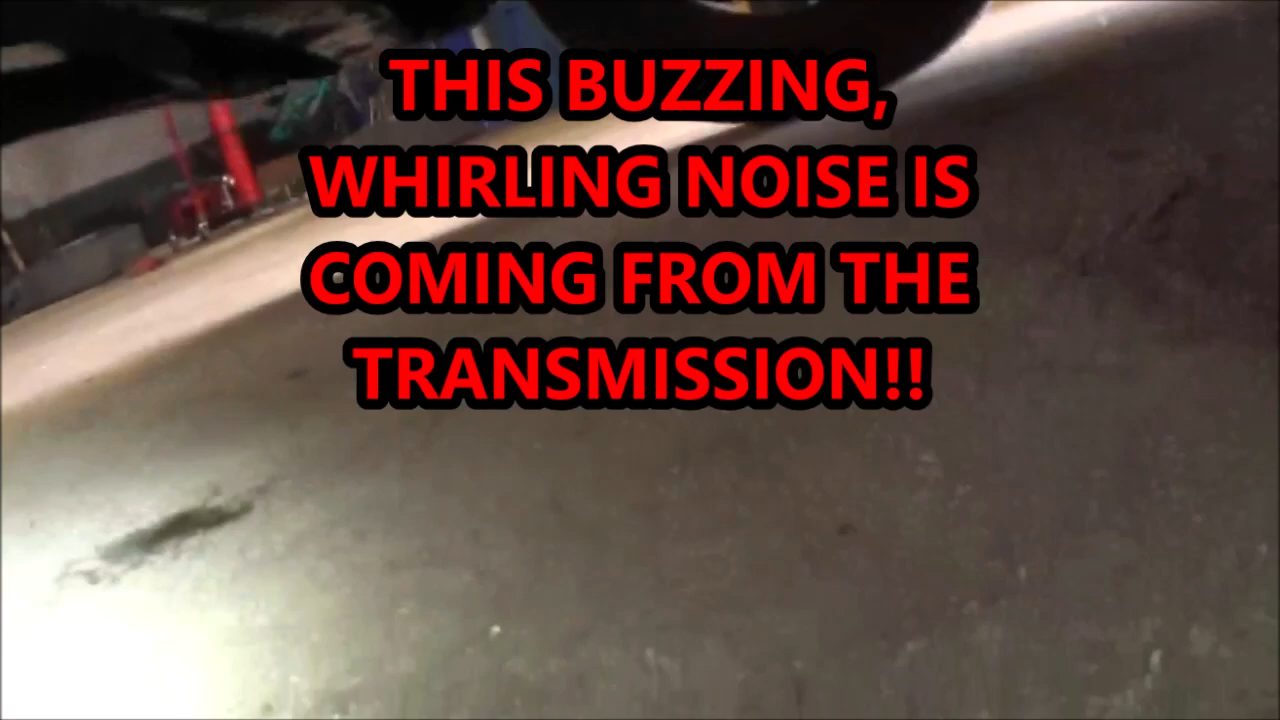 THIS BUZZING,
WHIRLING NOISE IS
COMING FROM THE
TRANSMISSION!!